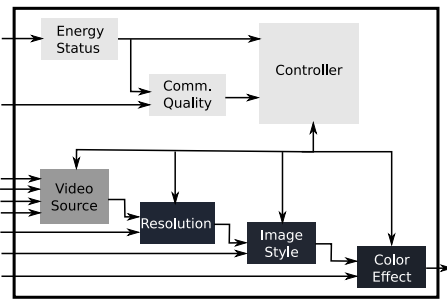 Energy
Status
Controller
Comm.
Quality
Video
Source
Resolution
Image
Style
Color
Effect